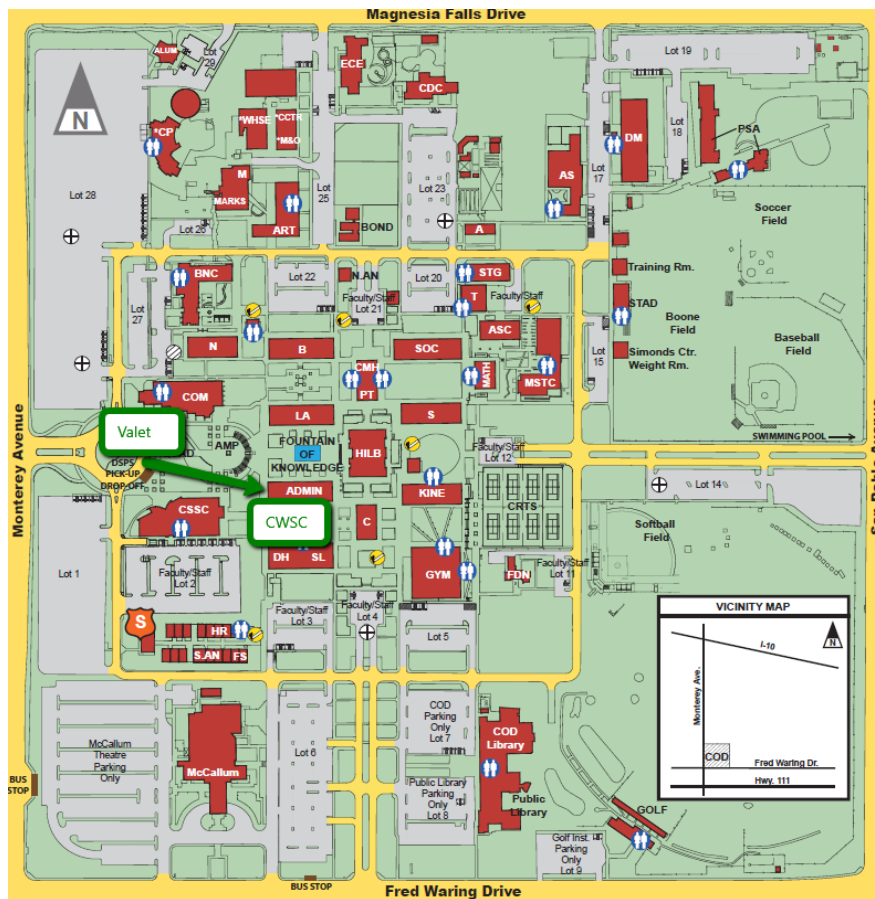 Magnesia Falls Drive
ALUM
Lot
29
ECE
CDC
Lot 19
N
*CP
*WHSE
*CCTR
*M&O
DM
Lot
18
PSA
AS
Lot
17
Lot 28
M
MARKS
Lot
25
Lot
23
ART
Lot 26
BOND
A
Soccer
Field
BNC
Lot 22
N.AN
Lot 20
STG
Training Rm.
Lot
27
Faculty/Staff
Lot
21
T
Faculty/Staff
STAD
Boone
Field
N
B
SOC
ASC
Lot
15
Simonds Ctr.
Weight Rm.
Baseball
Field
CMH
PT
MATH
MSTC
COM
LA
S
Valet
AMP
FOUNTAIN
OF
KNOWLEDGE
HILB
Faculty/Staff
Lot 12
SWIMMING POOL
DSPS
PICK-UP
DROP-OFF
Monterey Avenue
ADMIN
KINE
Lot 14
CSSC
CWSC
C
CRTS
Softball
Field
DH
SL
GYM
FDN
Faculty/Staff
Lot 11
Lot 1
Faculty/Staff
Lot 2
Faculty/Staff
Lot 3
Faculty/Staff
Lot 4
Lot 5
S
HR
S.AN
FS
VICINITY MAP
N
I-10
Monterey Ave.
COD
Fred Waring Dr.
Hwy. 111
McCallum
Theatre
Parking
Only
McCallum
Lot 6
COD
Parking
Only
Lot 7
COD
Library
Public Library
Parking
Only
Lot 8
Public
Library
GOLF
BUS
STOP
Golf Inst.
Parking
Only
Lot 9
BUS STOP
Fred Waring Drive